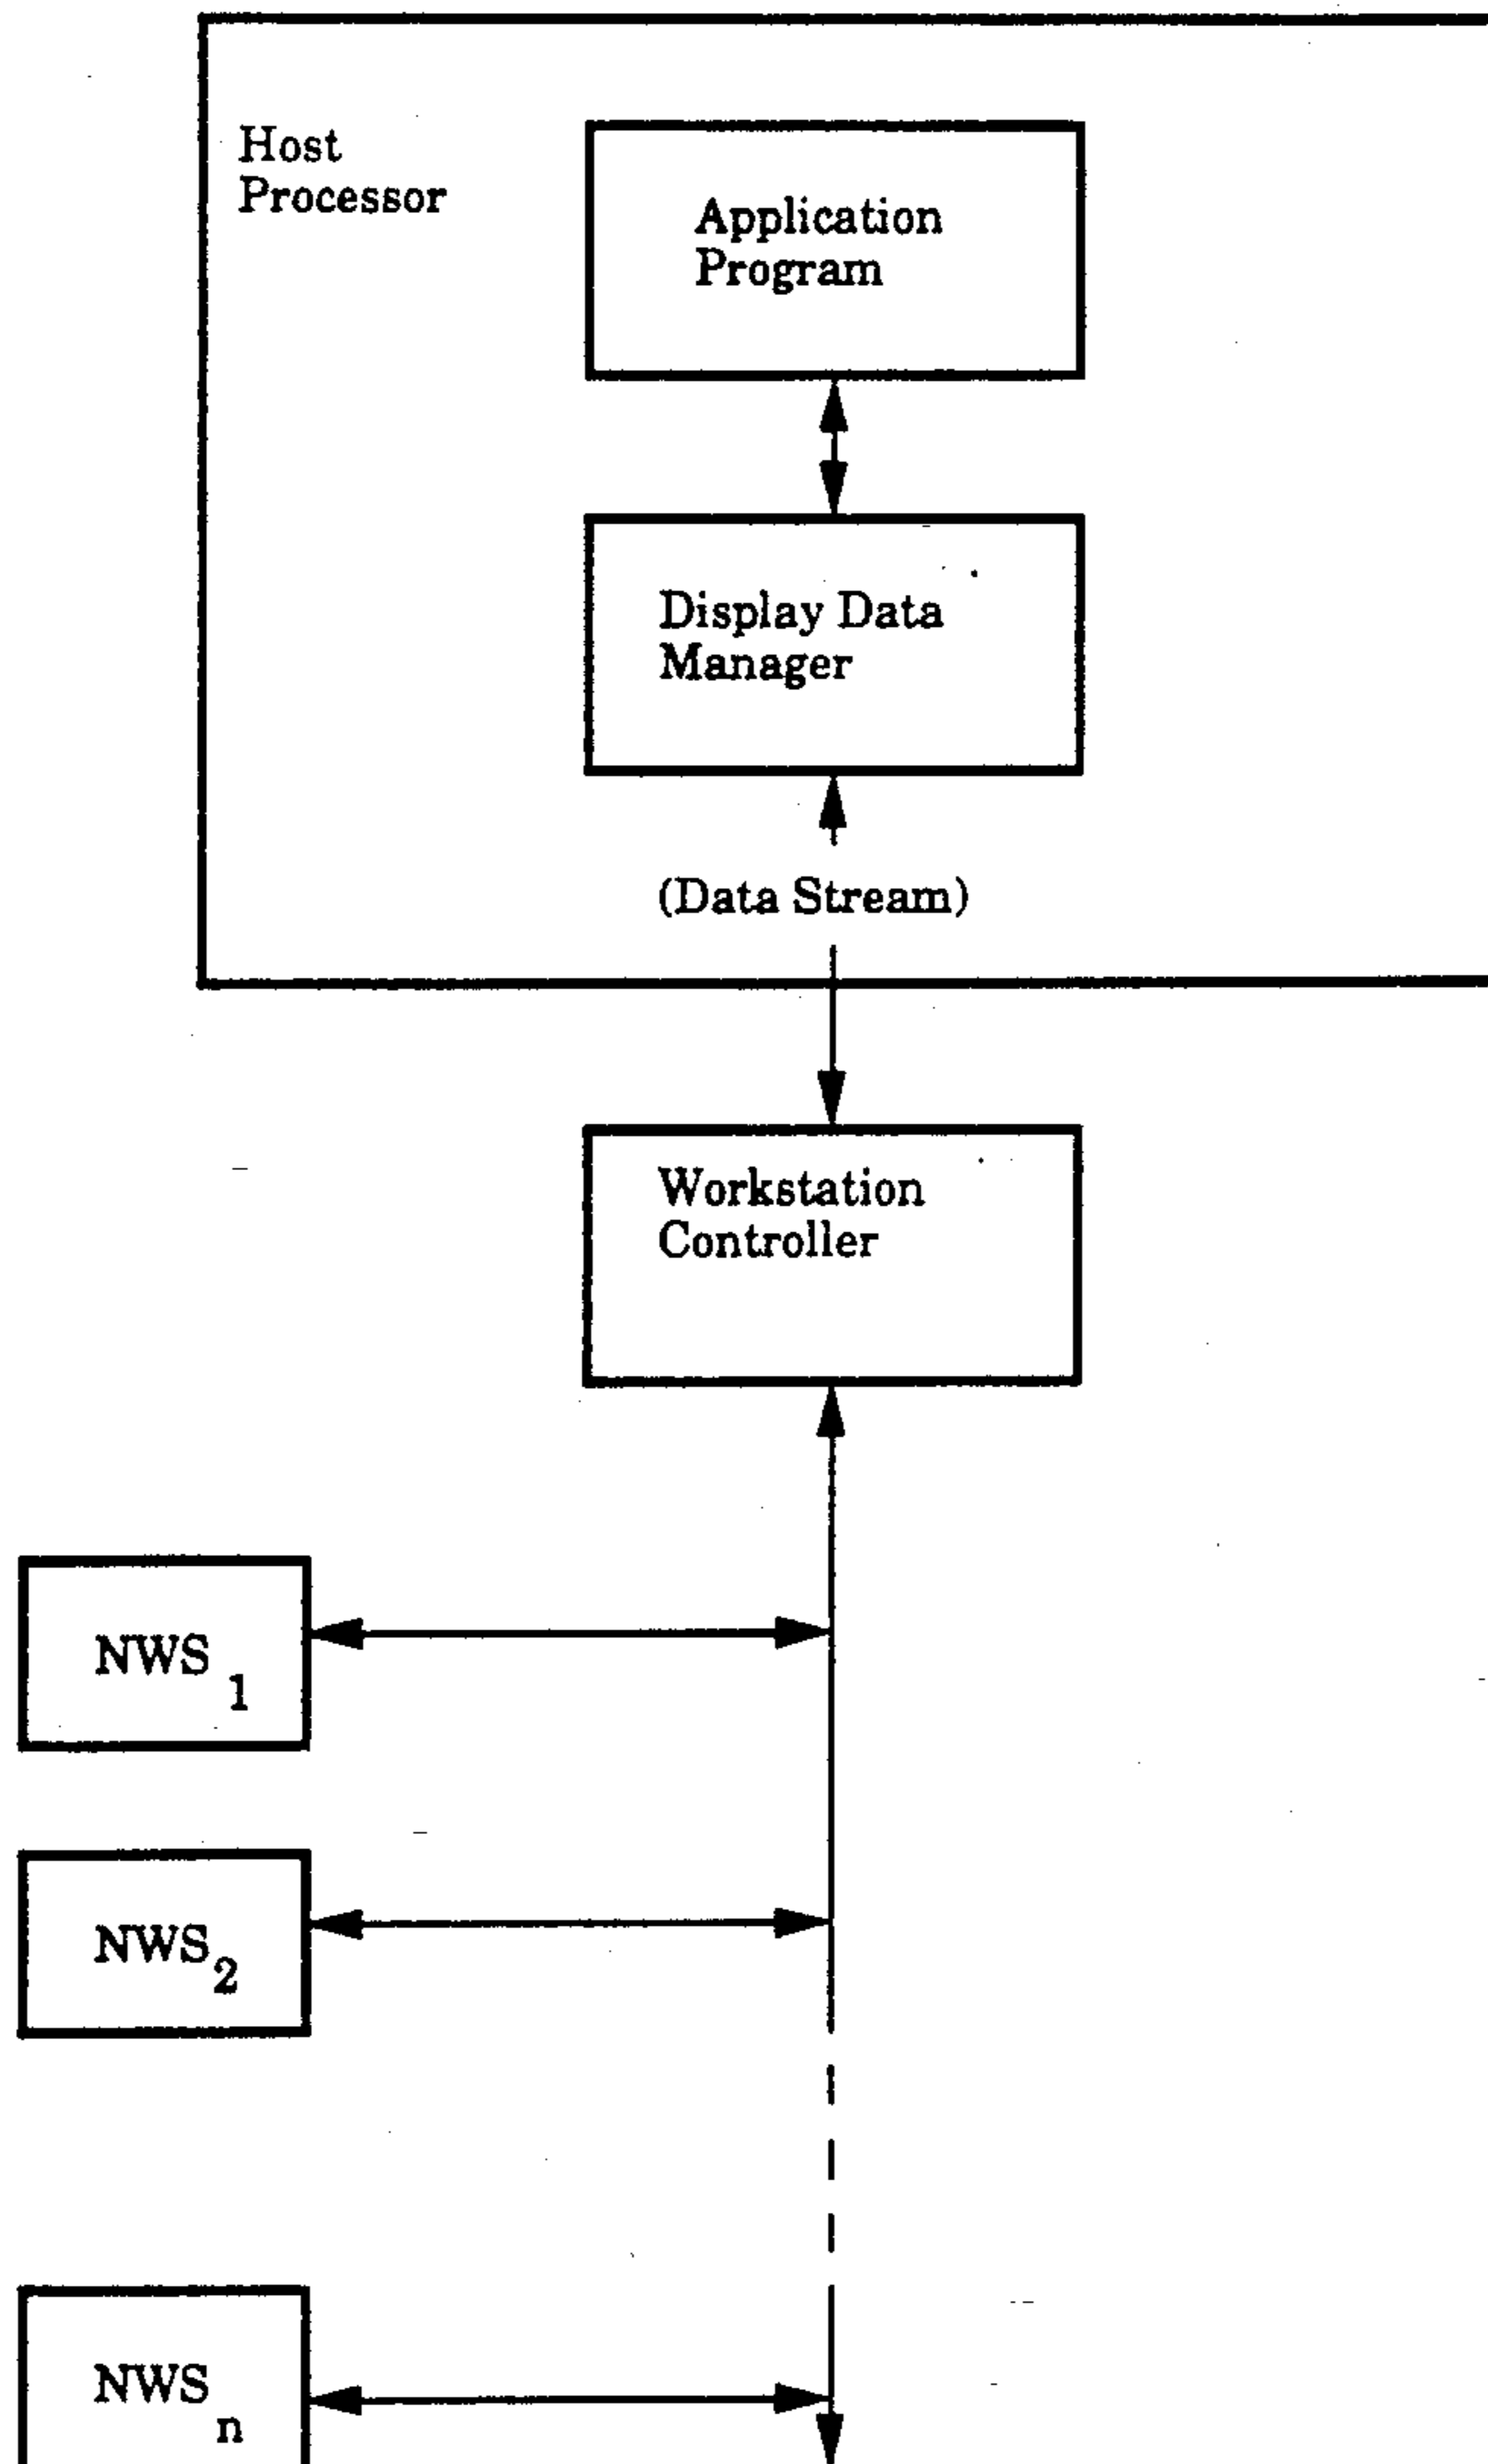 Host
Processor
Application
Program
Display Data
Manager
(Data Stream)
Workstation
Controller
NWS 1
NWS 2
NWS n